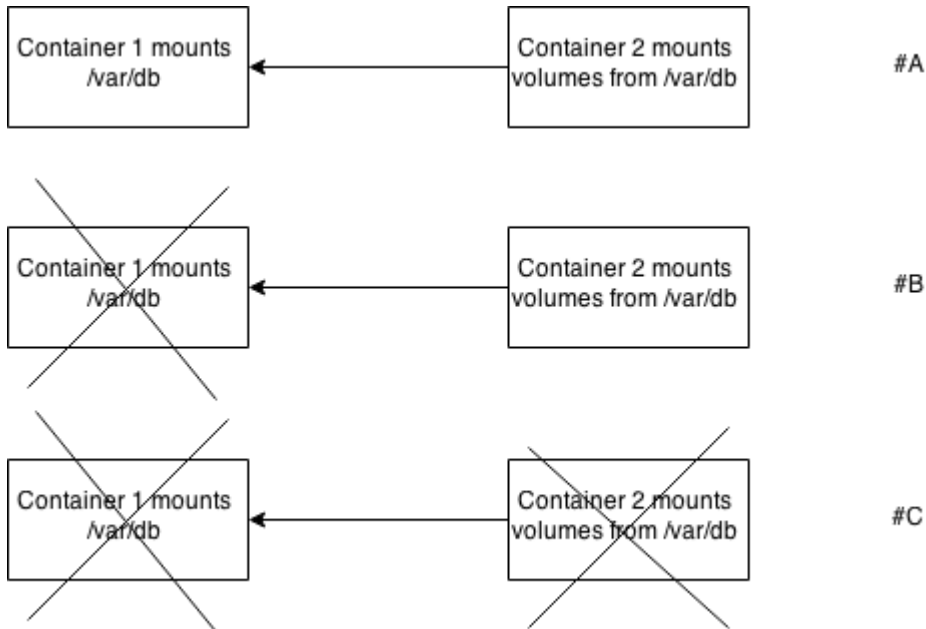 Container 1 mounts
/var/db
Container 2 mounts
volumes from /var/db
#A
Container 1 mounts
/var/db
Container 2 mounts
volumes from /var/db
#B
Container 1 mounts
/var/db
Container 2 mounts
volumes from /var/db
#C